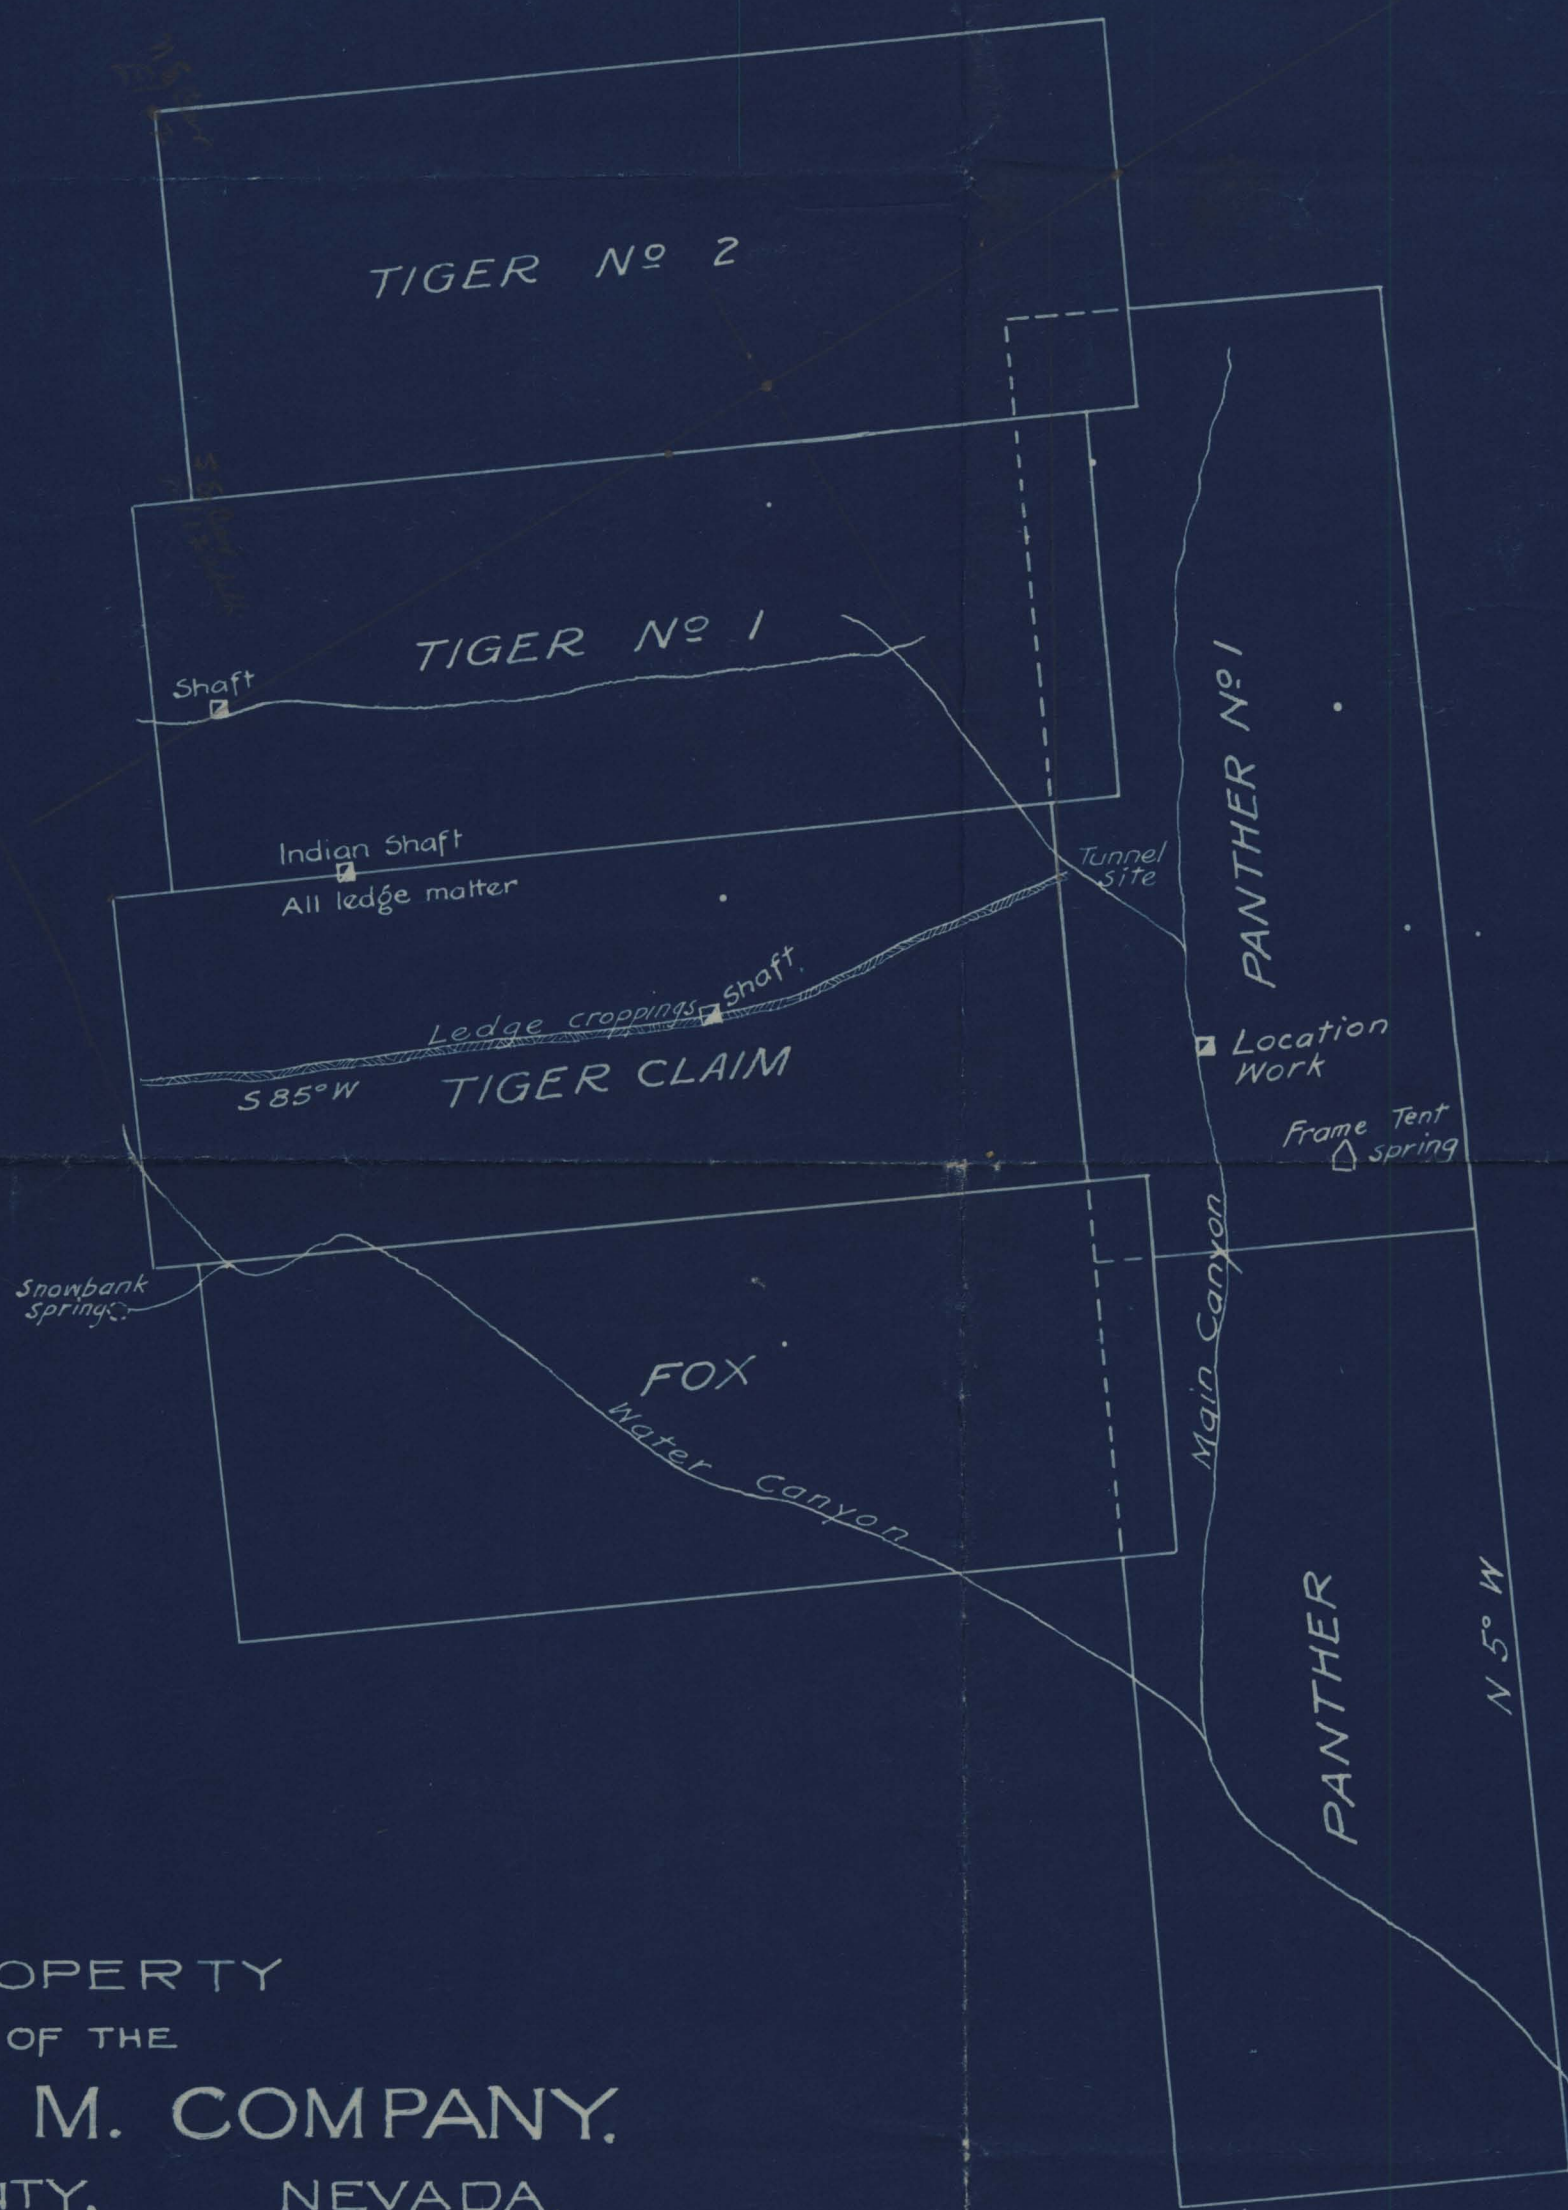 TIGER Nº 2
TIGER Nº 1
Shaft
PANTHER Nº 1
Indian Shaft
All ledge matter
Tunnel
site
Ledge croppings
Shaft.
S 85° W
TIGER CLAIM
Location
Work
Frame Tent
spring
Snowbank
spring
Main Canyon
FOX
Water Canyon
PANTHER
N 5° W
OPERTY
OF THE
M. COMPANY.
NTY, NEVADA